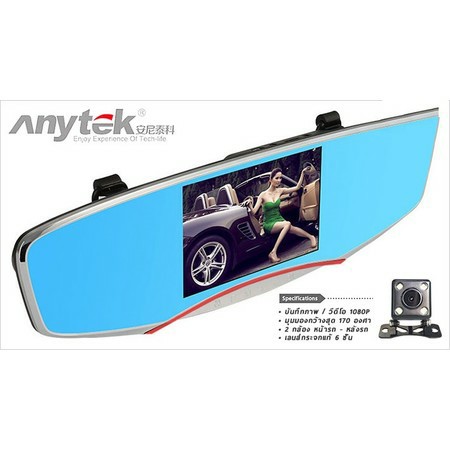 Anytek® 安尼泰科
Enjoy Experience Of Tech-life
Specifications
• บันทึกภาพ / วีดีโอ 1080P
• มุมมองกว้างสุด 170 องศา
• 2 กล้อง หน้ารถ - หลังรถ
• เลนส์กระจกแท้ 6 ชั้น